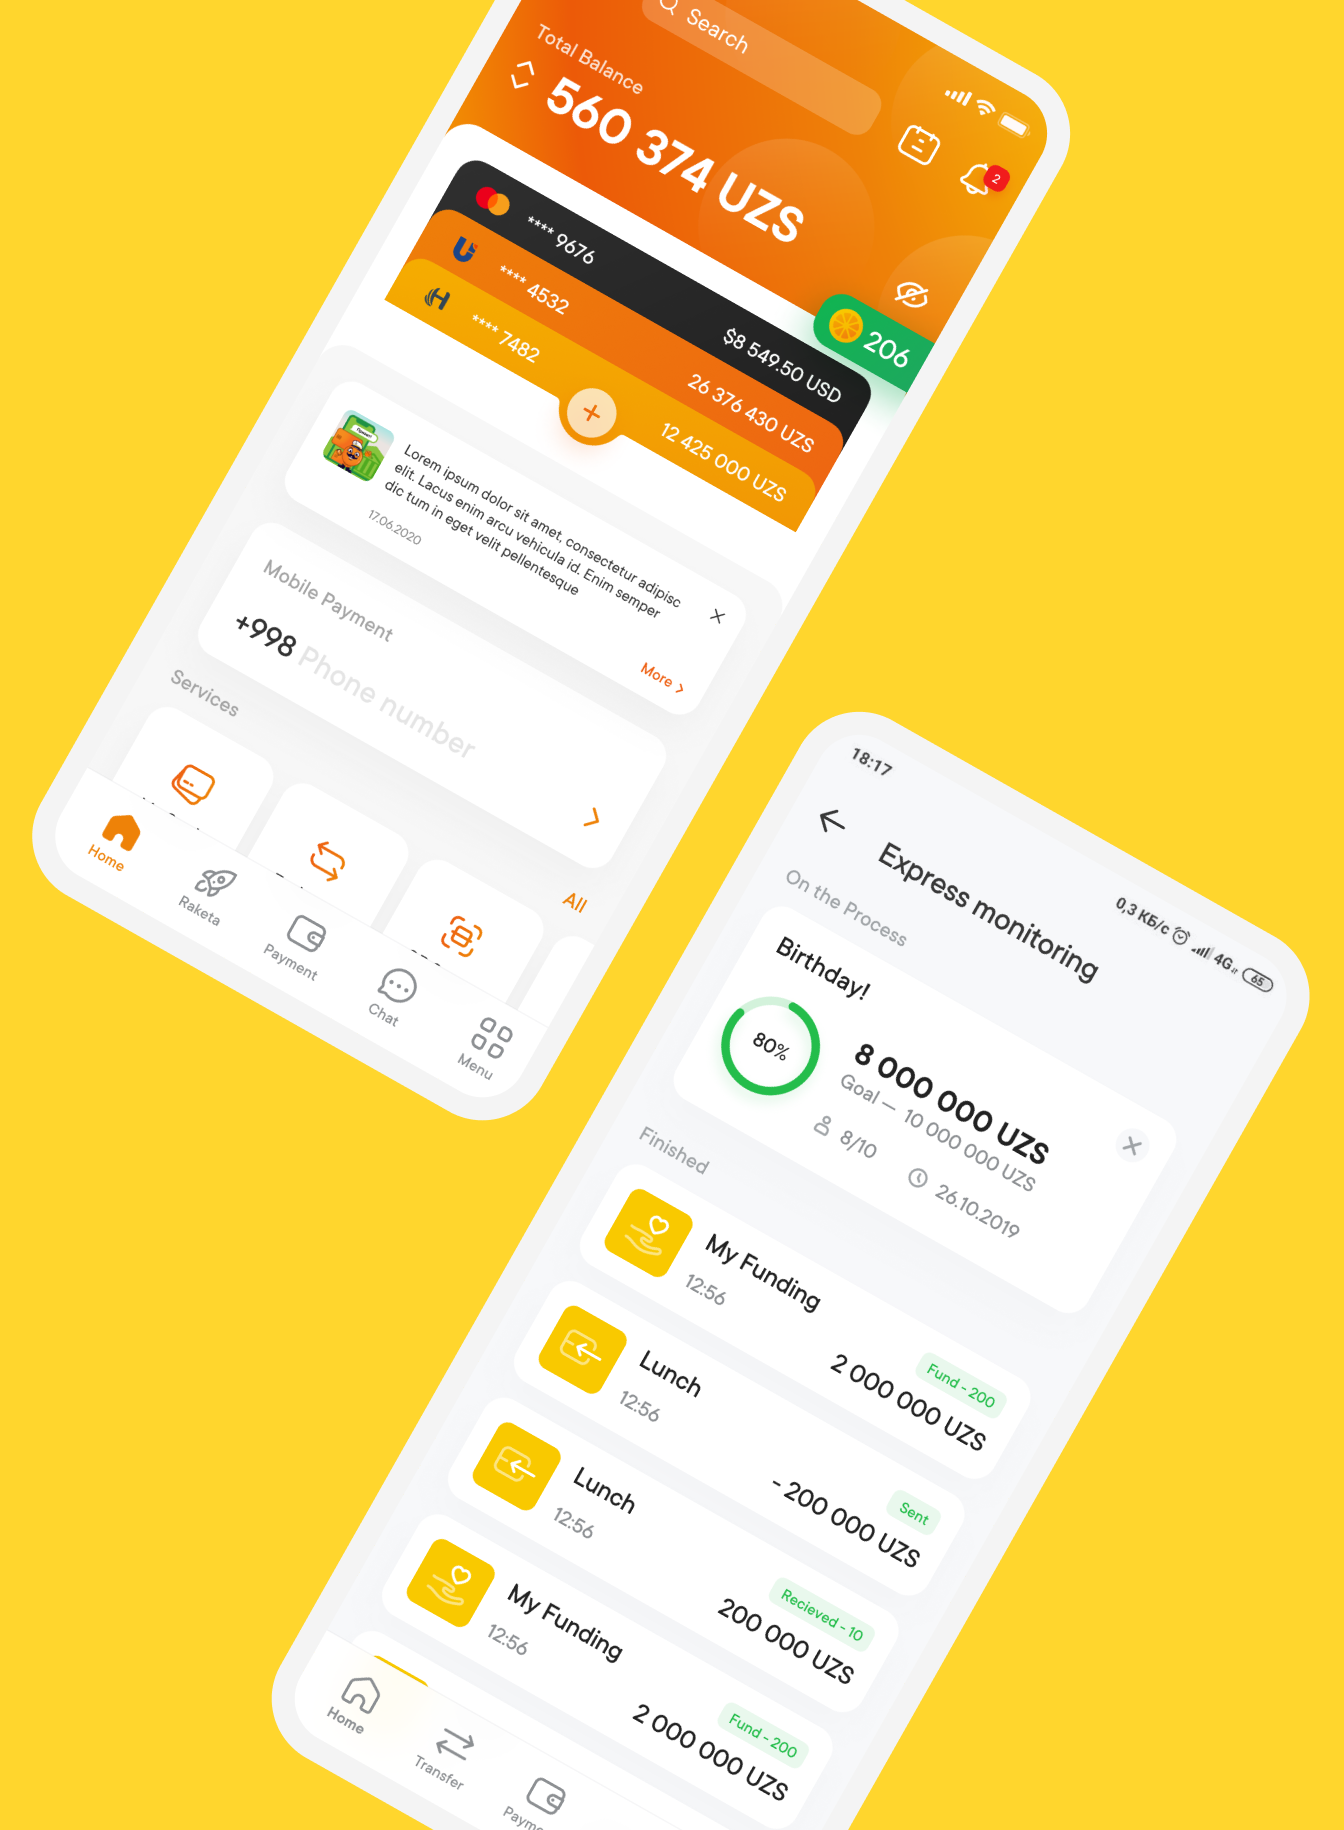 Search
Total Balance
560 374 UZS
2
206
**** 9676
$8 549.50 USD
**** 4532
26 376 430 UZS
**** 7482
12 425 000 UZS
Lorem ipsum dolor sit amet, consectetur adipisc
elit. Lacus enim arcu vehicula id. Enim semper
dic tum in eget velit pellentesque
17.06.2020
More
Mobile Payment
+998 Phone number
Services
All
Home
Raketa
Payment
Chat
Menu
18:17
0,3 КБ/с
4G
65
Express monitoring
On the Process
Birthday!
80%
8 000 000 UZS
Goal — 10 000 000 UZS
8/10
26.10.2019
Finished
My Funding
12:56
Fund - 200
2 000 000 UZS
Lunch
12:56
Sent
- 200 000 UZS
Lunch
12:56
Recieved - 10
200 000 UZS
My Funding
12:56
Fund - 200
2 000 000 UZS
Home
Transfer